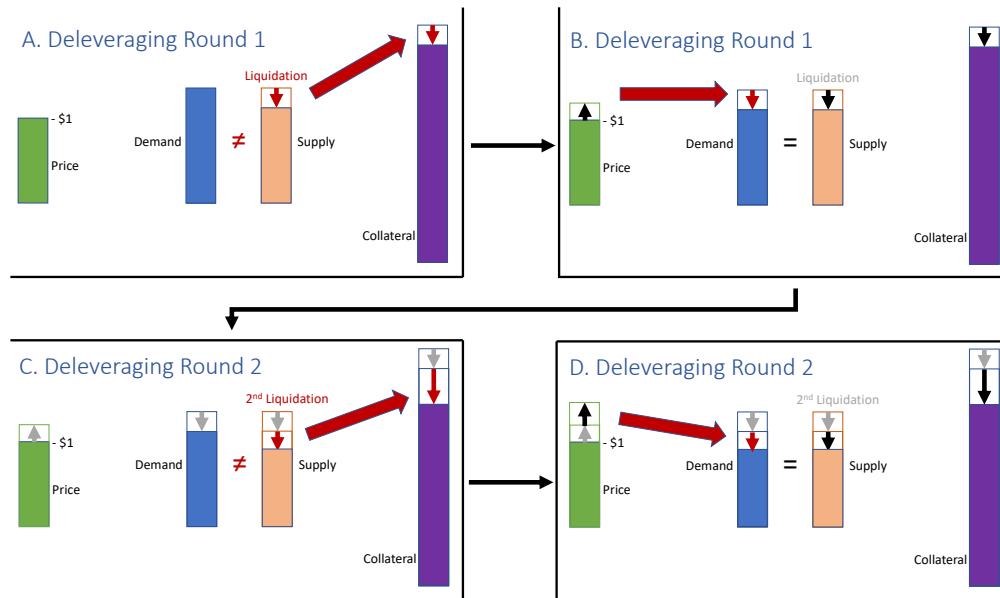 A. Deleveraging Round 1
Liquidation
- $1
Price
Demand
≠
Supply
Collateral
B. Deleveraging Round 1
Liquidation
- $1
Price
Demand
=
Supply
Collateral
C. Deleveraging Round 2
2nd Liquidation
- $1
Price
Demand
≠
Supply
Collateral
D. Deleveraging Round 2
2nd Liquidation
- $1
Price
Demand
=
Supply
Collateral